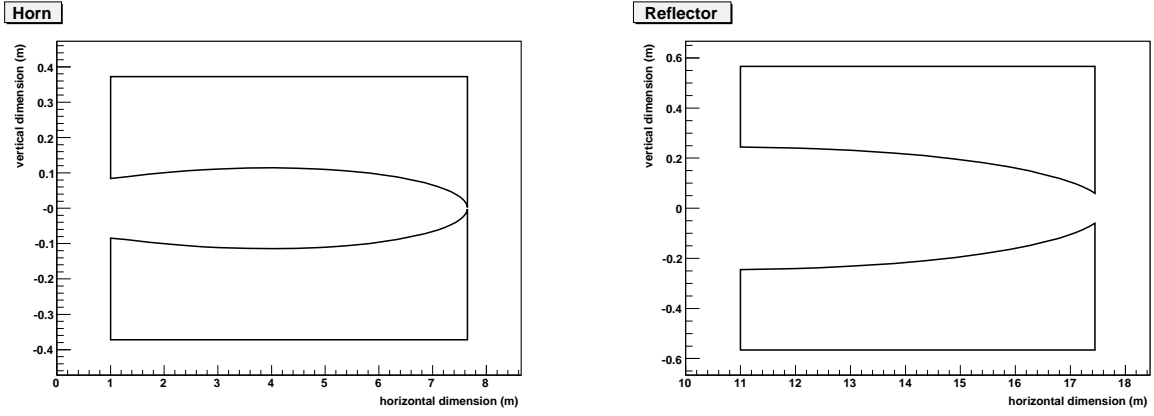 Horn
vertical dimension (m)
0.4
0.3
0.2
0.1
-0
-0.1
-0.2
-0.3
-0.4
0 1 2 3 4 5 6 7 8
horizontal dimension (m)
Reflector
vertical dimension (m)
0.6
0.4
0.2
0
-0.2
-0.4
-0.6
10 11 12 13 14 15 16 17 18
horizontal dimension (m)